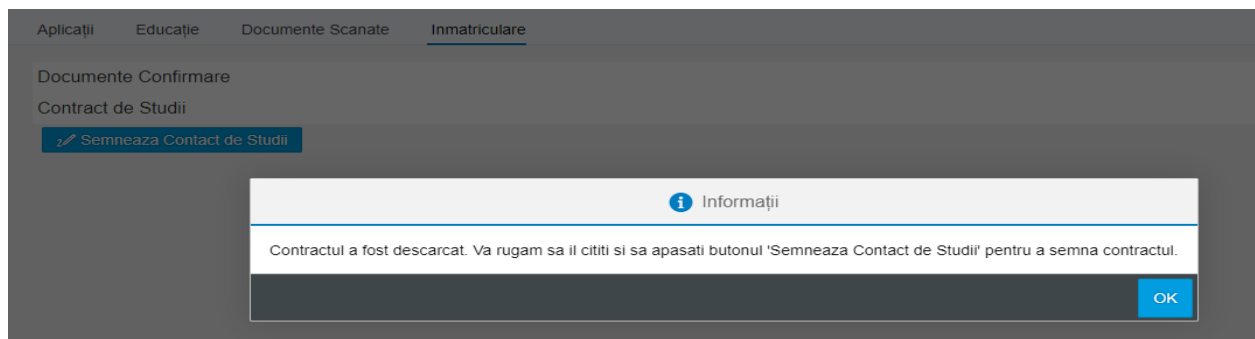 Aplicații Educație Documente Scanate Inmatriculare
Documente Confirmare
Contract de Studii
Semneaza Contact de Studii
Informații
Contractul a fost descarcat. Va rugam sa il cititi si sa apasati butonul 'Semneaza Contact de Studii' pentru a semna contractul.
OK